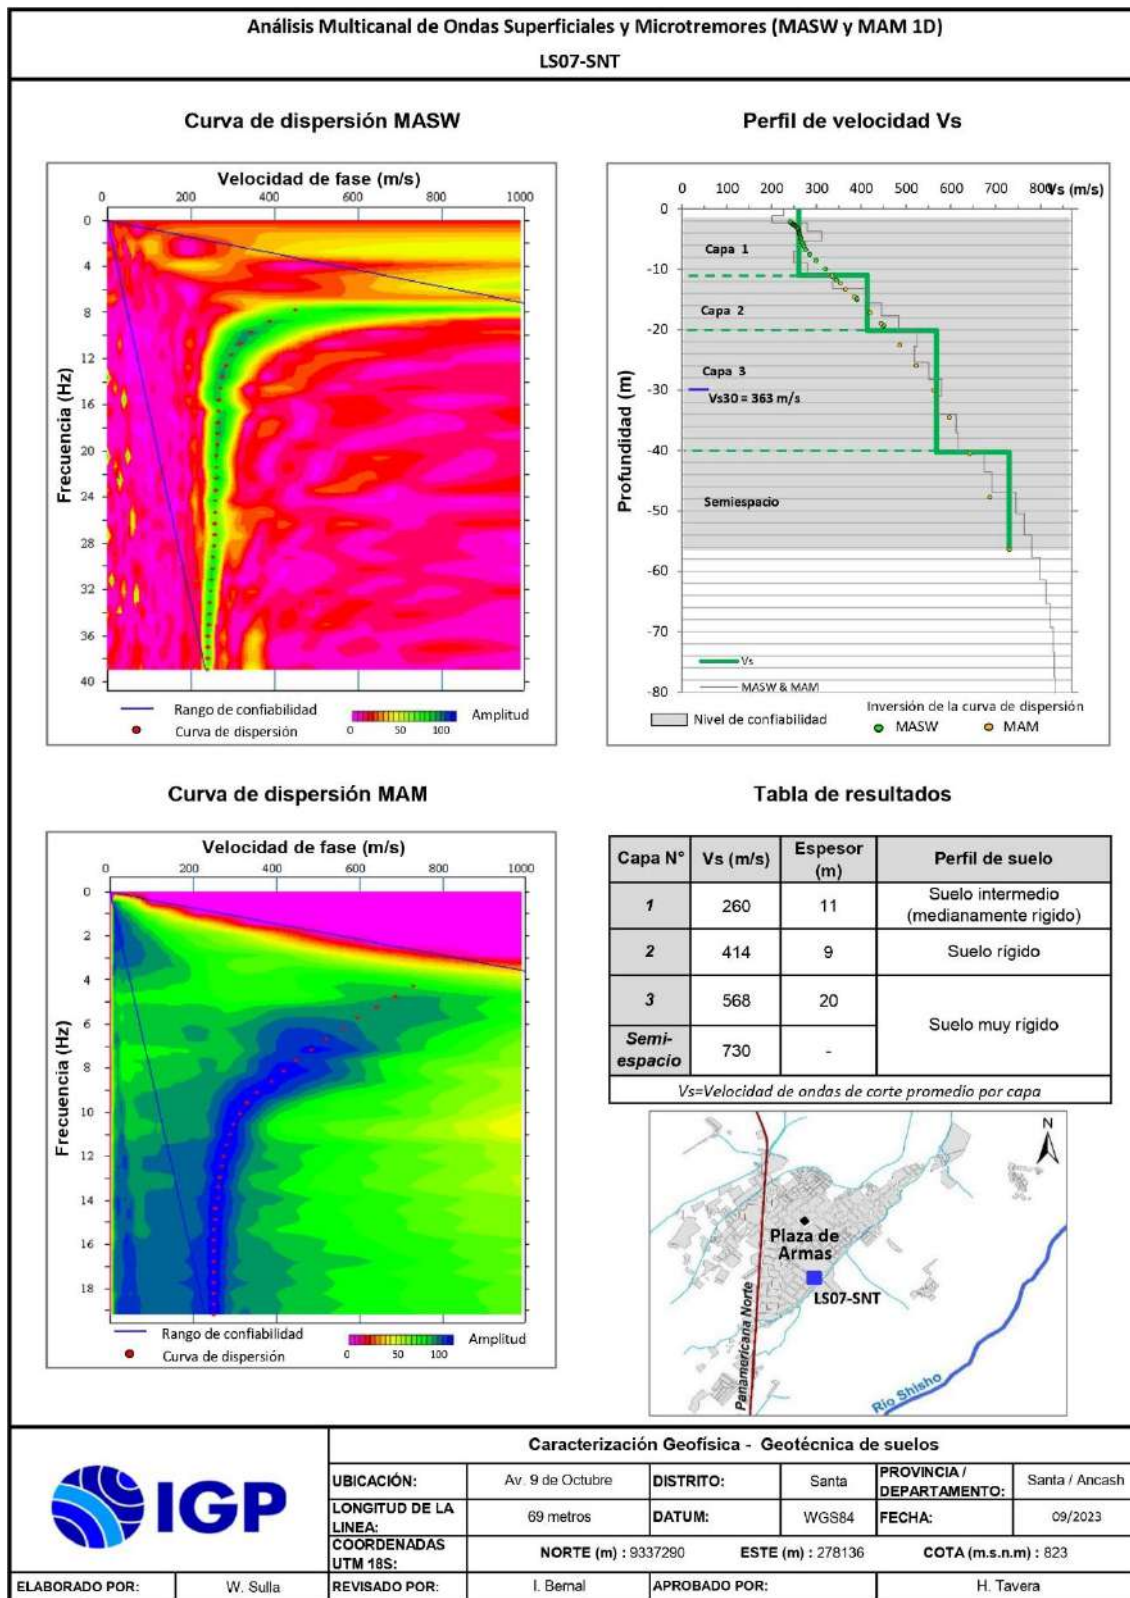 Análisis Multicanal de Ondas Superficiales y Microtremores (MASW y MAM 1D)
LS07-SNT
Curva de dispersión MASW
Velocidad de fase (m/s)
0 200 400 600 800 1000
Frecuencia (Hz)
0
4
8
12
16
20
24
28
32
36
40
Rango de confiabilidad
Curva de dispersión
0 50 100
Amplitud
Perfil de velocidad Vs
0 100 200 300 400 500 600 700 800 Vs (m/s)
Profundidad (m)
0
-10
-20
-30
-40
-50
-60
-70
-80
Capa 1
Capa 2
Capa 3
Vs30 = 363 m/s
Semiespacio
Vs
MASW & MAM
Nivel de confiabilidad
Inversión de la curva de dispersión
MASW MAM
Curva de dispersión MAM
Velocidad de fase (m/s)
0 200 400 600 800 1000
Frecuencia (Hz)
0
2
4
6
8
10
12
14
16
18
Rango de confiabilidad
Curva de dispersión
0 50 100
Amplitud
Tabla de resultados
Capa N° Vs (m/s) Espesor (m) Perfil de suelo
1 260 11 Suelo intermedio (medianamente rigido)
2 414 9 Suelo rígido
3 568 20 Suelo muy rígido
Semi-espacio 730 -
Vs=Velocidad de ondas de corte promedio por capa
N
Plaza de
Armas
LS07-SNT
Panamericana Norte
Rio Shisho
IGP
Caracterización Geofísica - Geotécnica de suelos
UBICACIÓN: Av. 9 de Octubre DISTRITO: Santa PROVINCIA / DEPARTAMENTO: Santa / Ancash
LONGITUD DE LA LINEA: 69 metros DATUM: WGS84 FECHA: 09/2023
COORDENADAS UTM 18S: NORTE (m) : 9337290 ESTE (m) : 278136 COTA (m.s.n.m) : 823
ELABORADO POR: W. Sulla REVISADO POR: I. Bernal APROBADO POR: H. Tavera